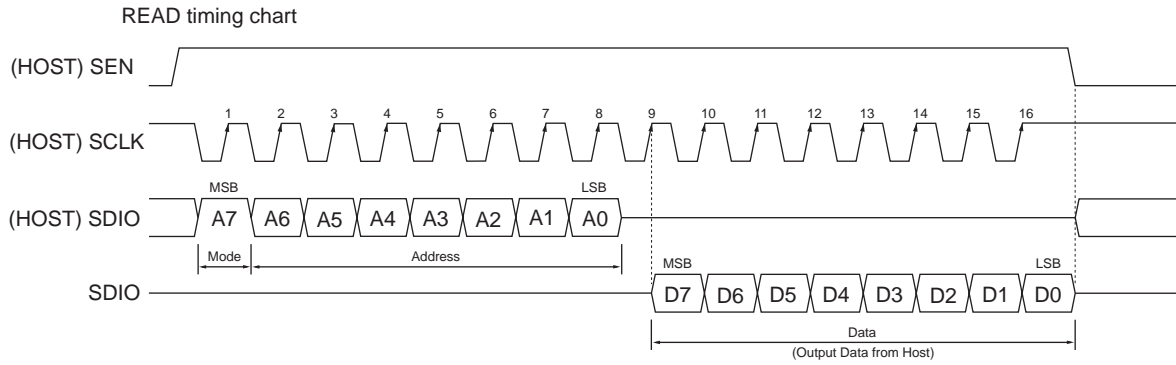 READ timing chart
(HOST) SEN
1 2 3 4 5 6 7 8 9 10 11 12 13 14 15 16
(HOST) SCLK
MSB LSB
(HOST) SDIO A7 A6 A5 A4 A3 A2 A1 A0
Mode Address
MSB LSB
SDIO D7 D6 D5 D4 D3 D2 D1 D0
Data
(Output Data from Host)